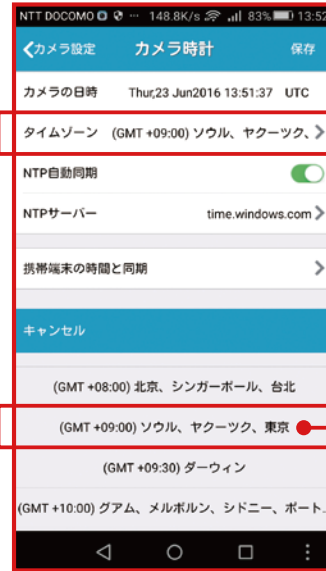 NTT DOCOMO ··· 148.8K/s 83% 13:52
カメラ設定 カメラ時計 保存
カメラの日時 Thur,23 Jun2016 13:51:37 UTC
タイムゾーン (GMT +09:00) ソウル、ヤクーツク、
NTP自動同期
NTPサーバー time.windows.com
携帯端末の時間と同期
キャンセル
(GMT +08:00) 北京、シンガーポール、台北
(GMT +09:00) ソウル、ヤクーツク、東京
(GMT +09:30) ダーウィン
(GMT +10:00) グアム、メルボルン、シドニー、ポート...